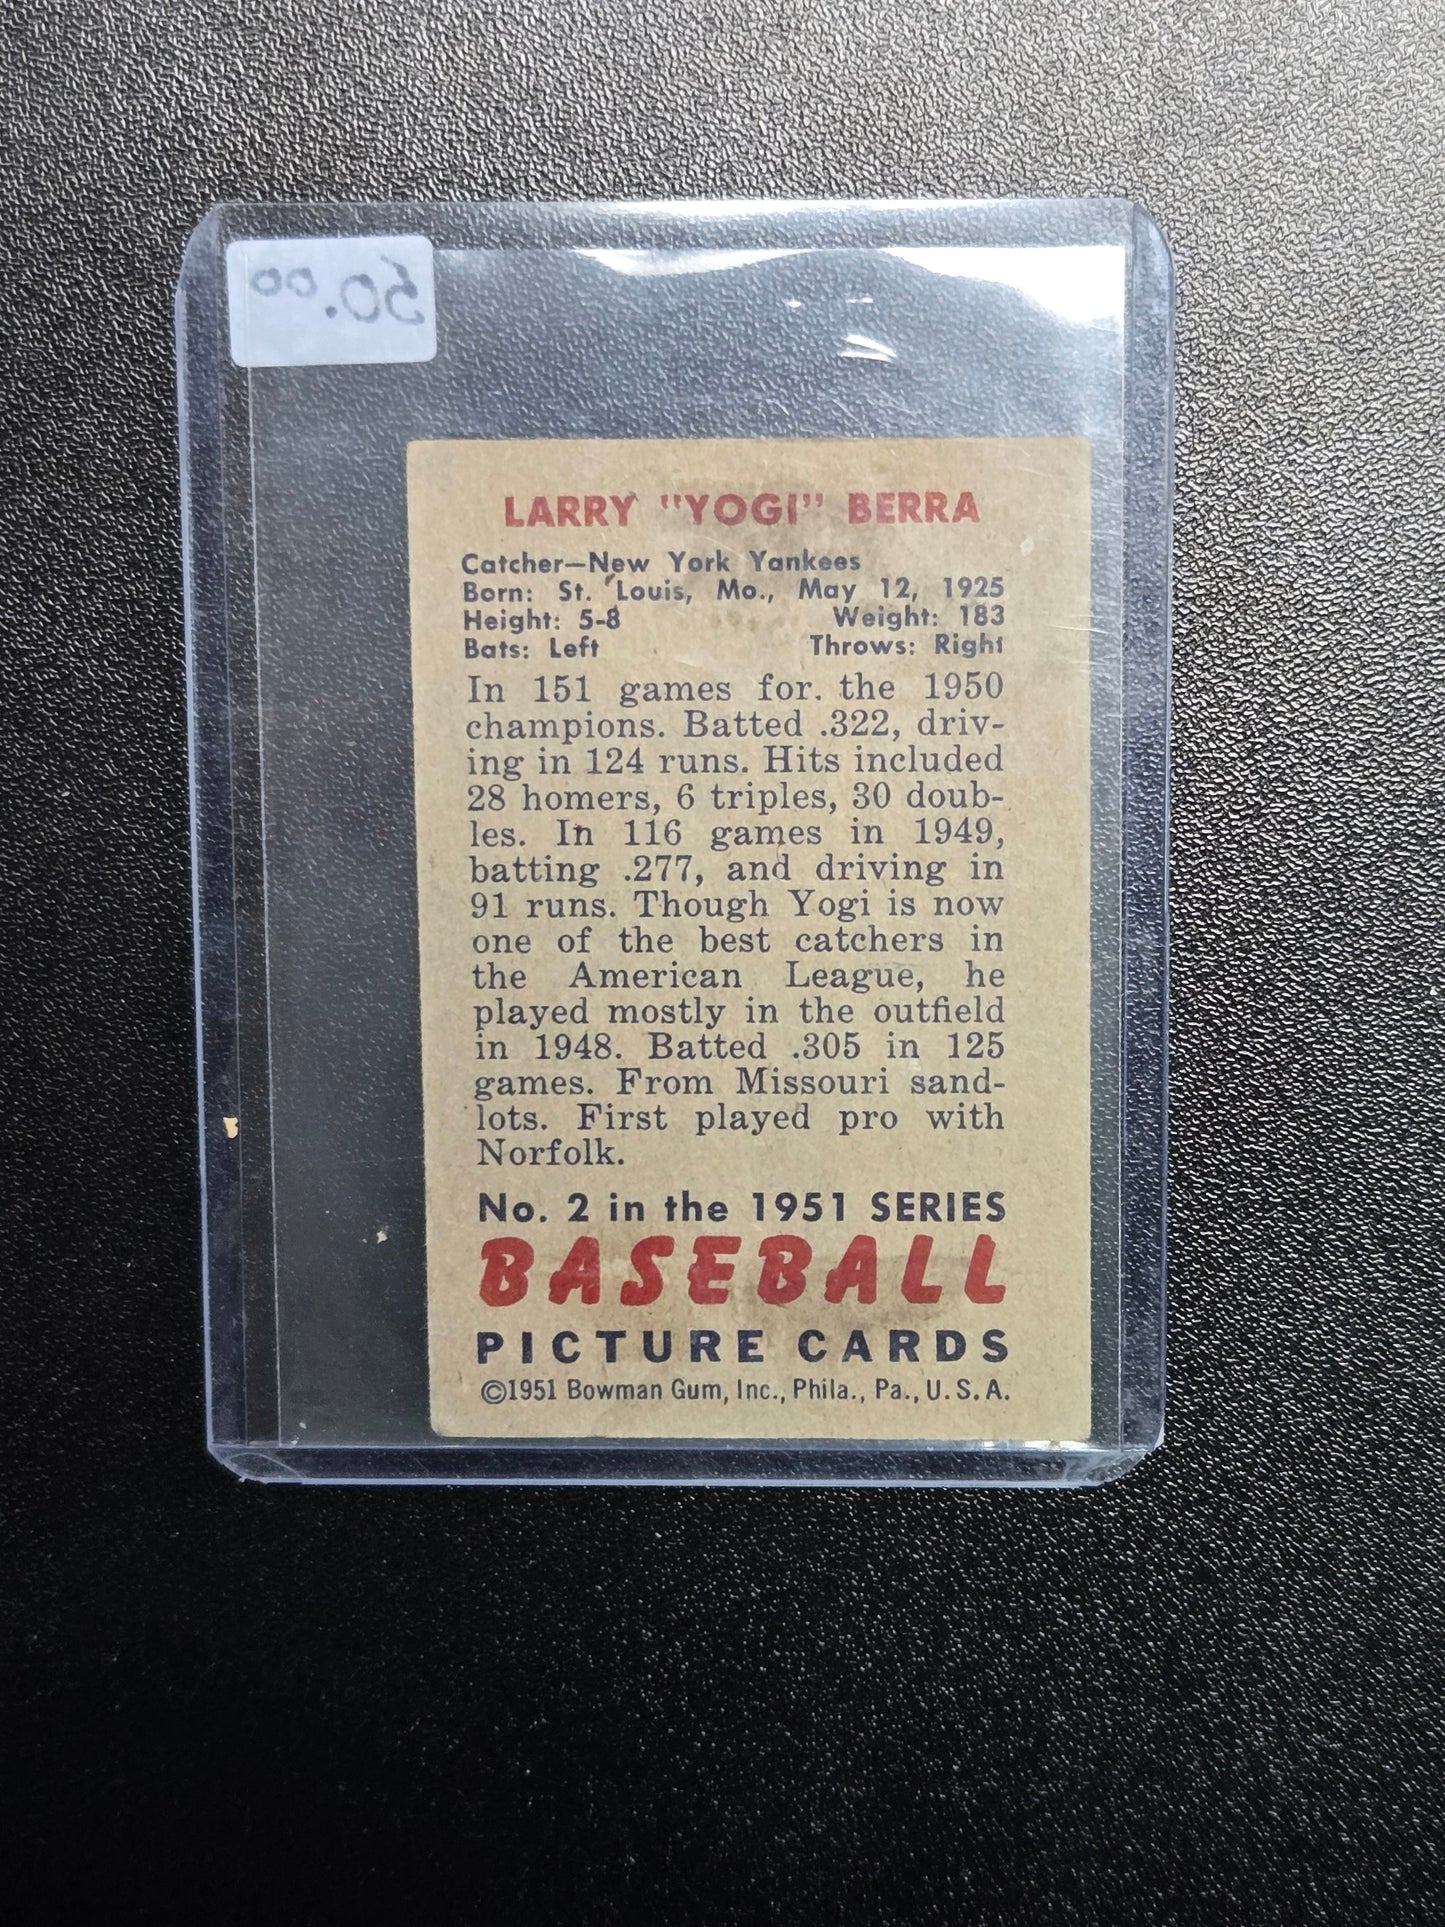 50.00
LARRY "YOGI" BERRA
Catcher—New York Yankees
Born: St. Louis, Mo., May 12, 1925
Height: 5-8 Weight: 183
Bats: Left Throws: Right
In 151 games for the 1950
champions. Batted .322, driv-
ing in 124 runs. Hits included
28 homers, 6 triples, 30 doub-
les. In 116 games in 1949,
batting .277, and driving in
91 runs. Though Yogi is now
one of the best catchers in
the American League, he
played mostly in the outfield
in 1948. Batted .305 in 125
games. From Missouri sand-
lots. First played pro with
Norfolk.
No. 2 in the 1951 SERIES
BASEBALL
PICTURE CARDS
©1951 Bowman Gum, Inc., Phila., Pa., U.S.A.